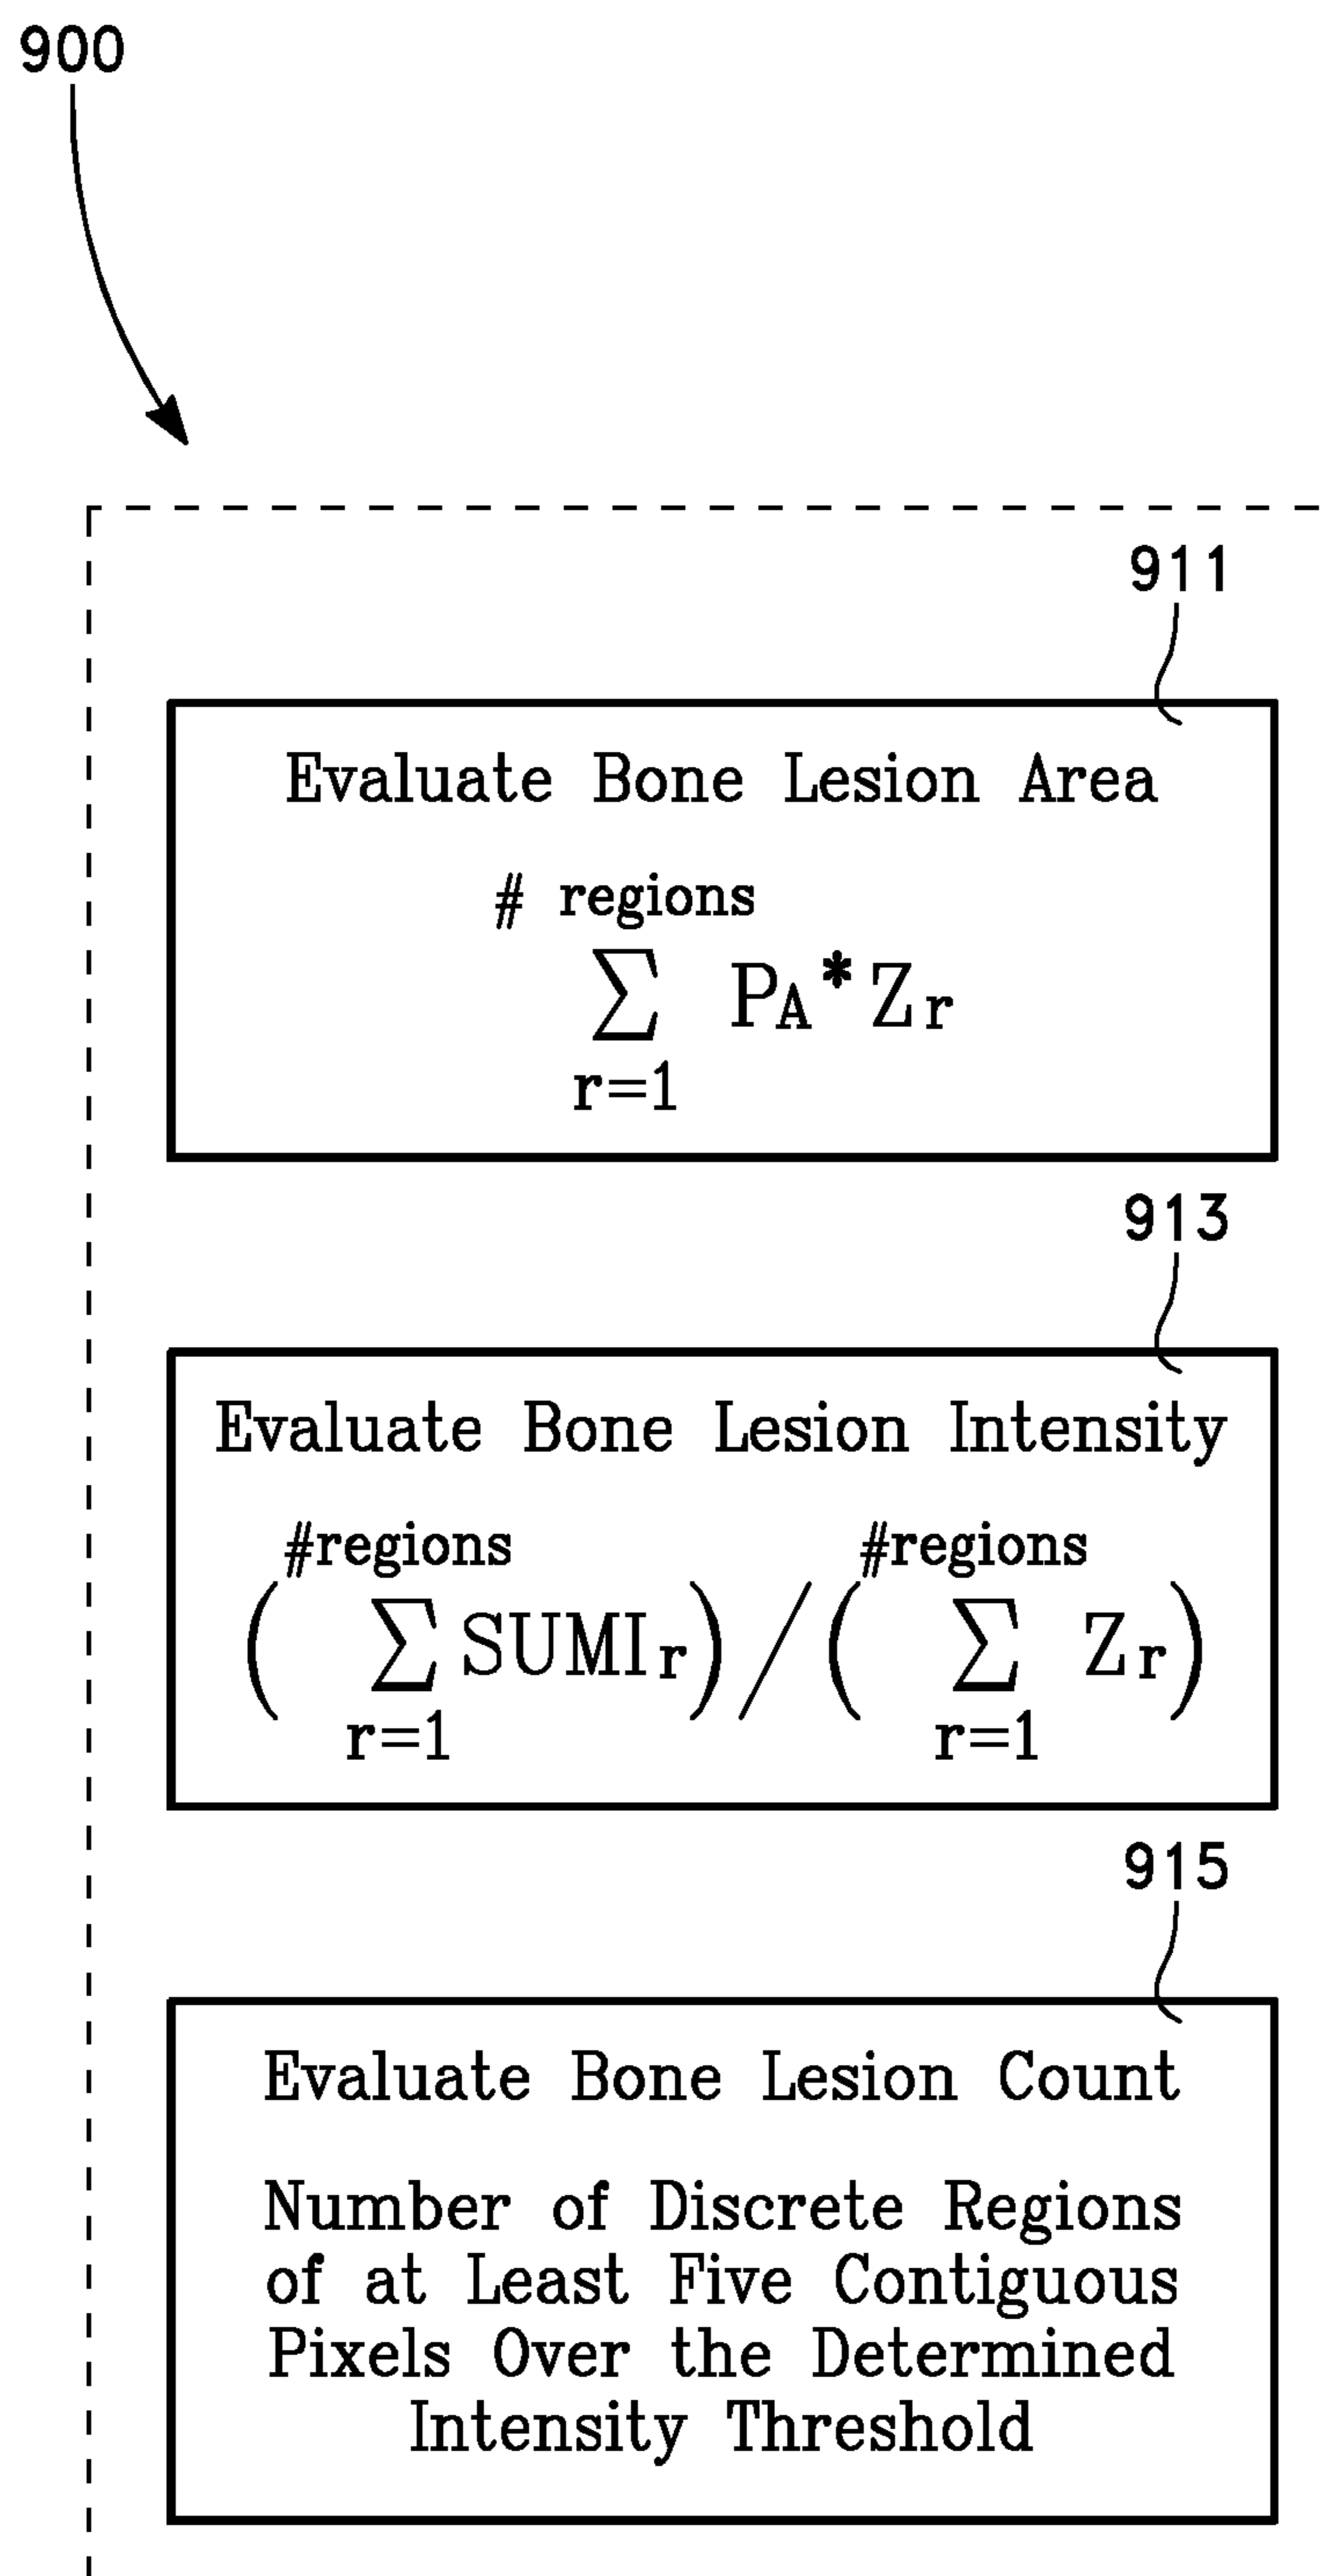 900
911
Evaluate Bone Lesion Area
# regions
∑ PA*Zr
r=1
913
Evaluate Bone Lesion Intensity
#regions #regions
( ∑ SUMIr ) / ( ∑ Zr )
r=1 r=1
915
Evaluate Bone Lesion Count
Number of Discrete Regions
of at Least Five Contiguous
Pixels Over the Determined
Intensity Threshold